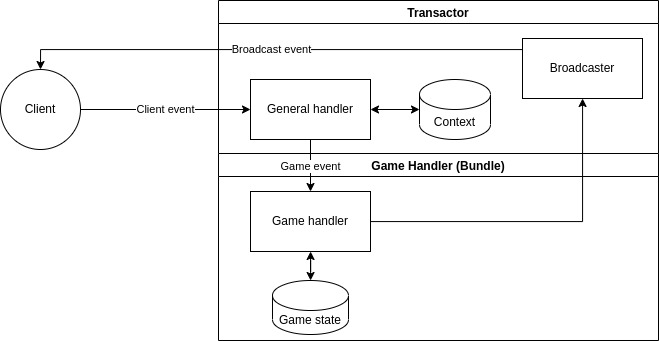 Transactor
Broadcast event
Broadcaster
Client
Client event
General handler
Context
Game event
Game Handler (Bundle)
Game handler
Game state